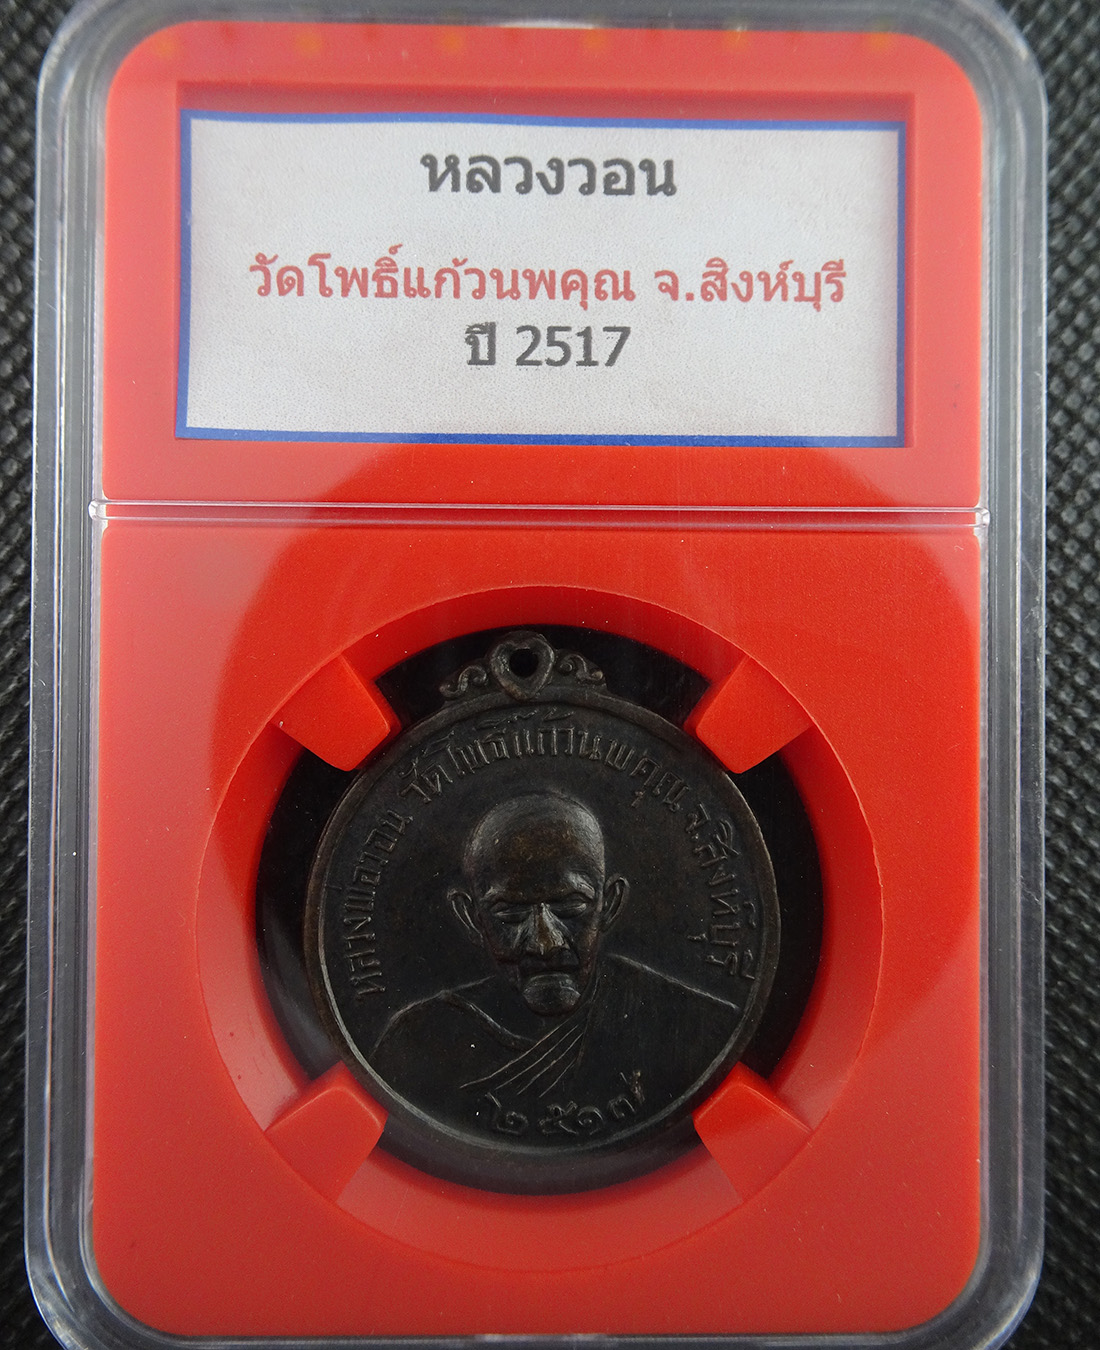 หลวงวอน
วัดโพธิ์แก้วนพคุณ จ.สิงห์บุรี
ปี 2517
หลวงพ่อวอน วัดโพธิ์แก้วนพคุณ จ.สิงห์บุรี
๒๕๑๗